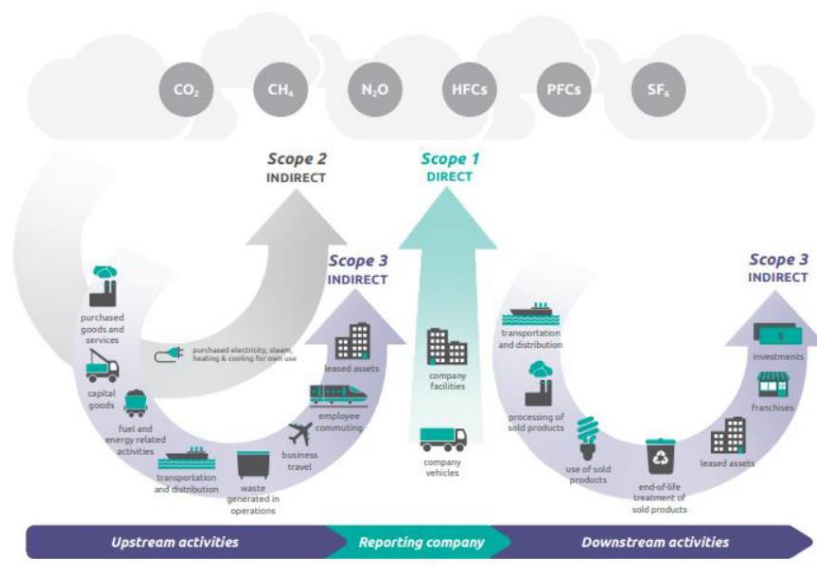 CO₂
CH₄
N₂O
HFCs
PFCs
SF₆
Scope 2
INDIRECT
Scope 1
DIRECT
Scope 3
INDIRECT
Scope 3
INDIRECT
purchased
goods and
services
capital
goods
fuel and
energy related
activities
transportation
and distribution
waste
generated in
operations
business
travel
employee
commuting
leased assets
purchased electricity, steam,
heating & cooling for own use
company
facilities
company
vehicles
transportation
and distribution
processing of
sold products
use of sold
products
end-of-life
treatment of
sold products
leased assets
franchises
$
investments
Upstream activities
Reporting company
Downstream activities